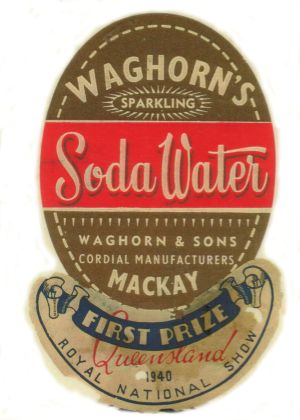 WAGHORN'S
SPARKLING
Soda Water
WAGHORN & SONS
CORDIAL MANUFACTURERS
MACKAY
FIRST PRIZE
Queensland
1940
ROYAL NATIONAL SHOW